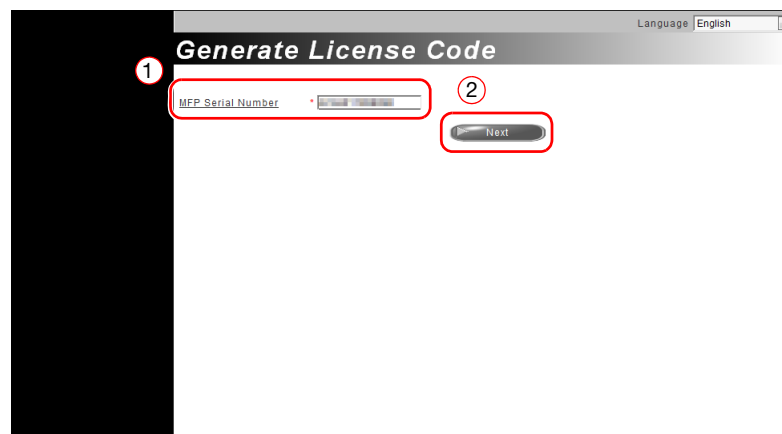 Language English
Generate License Code
1
MFP Serial Number *
2
Next